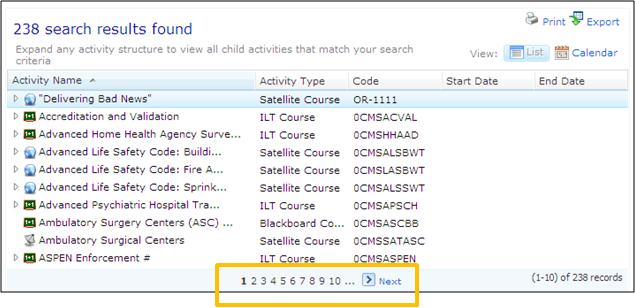 Print Export
238 search results found
Expand any activity structure to view all child activities that match your search
criteria
View: List Calendar
Activity Name Activity Type Code Start Date End Date
"Delivering Bad News" Satellite Course OR-1111
Accreditation and Validation ILT Course 0CMSACVAL
Advanced Home Health Agency Surve... ILT Course 0CMSHHAAD
Advanced Life Safety Code: Buildi... Satellite Course 0CMSALSBWT
Advanced Life Safety Code: Fire A... Satellite Course 0CMSLASBWT
Advanced Life Safety Code: Sprink... Satellite Course 0CMSALSSWT
Advanced Psychiatric Hospital Tra... ILT Course 0CMSAPSCH
Ambulatory Surgery Centers (ASC) ... Blackboard Co... 0CMSASCBB
Ambulatory Surgical Centers Satellite Course 0CMSSATASC
ASPEN Enforcement # ILT Course 0CMSASPEN
1 2 3 4 5 6 7 8 9 10 ... Next (1-10) of 238 records